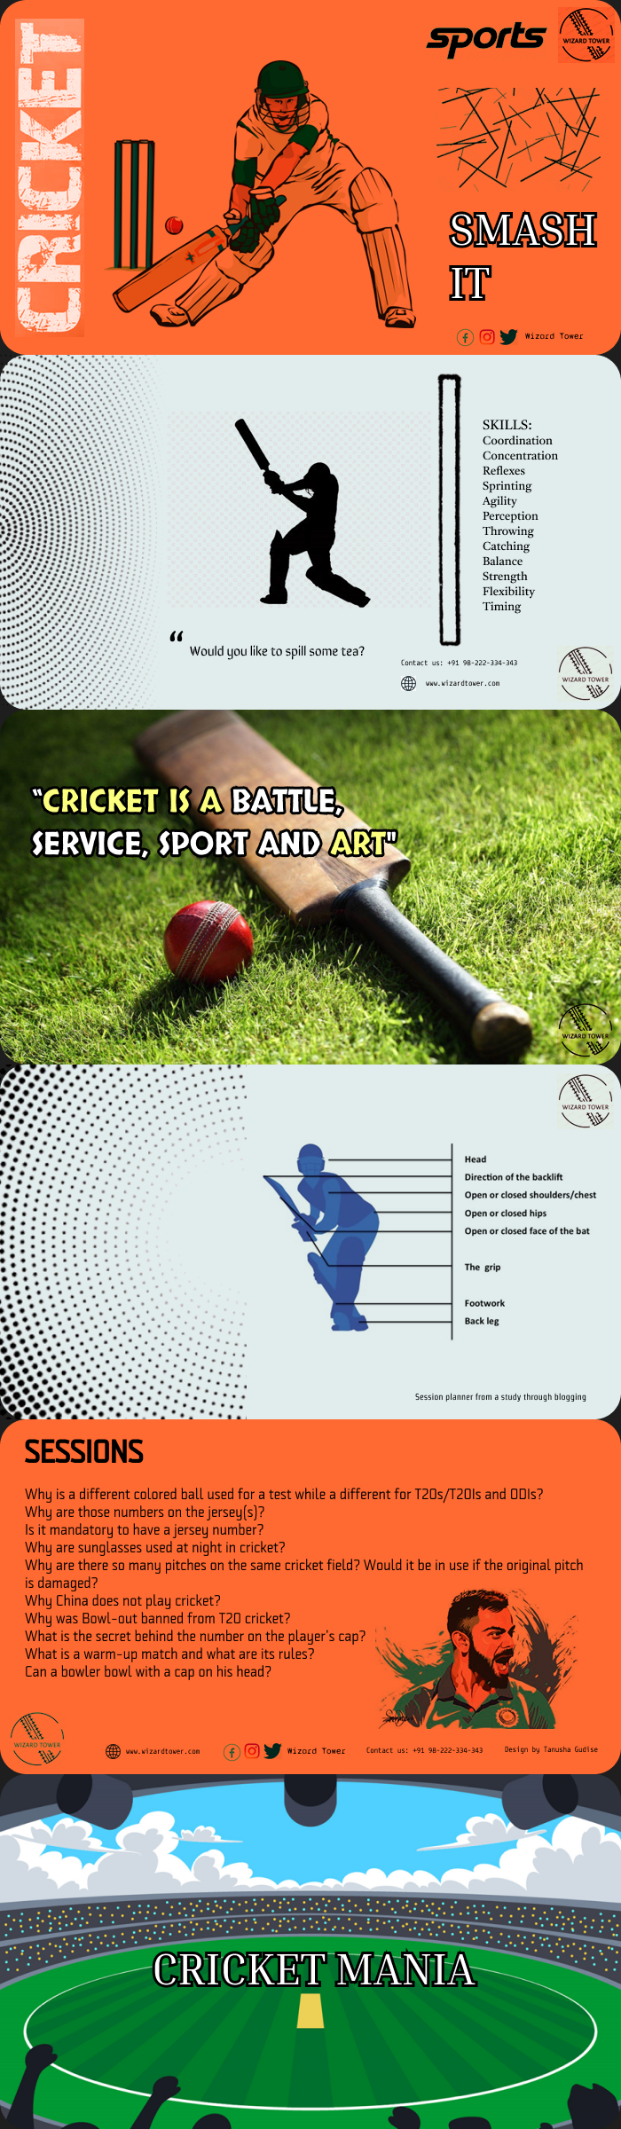 CRICKET
sports
WIZARD TOWER
SMASH
IT
Wizard Tower
SKILLS:
Coordination
Concentration
Reflexes
Sprinting
Agility
Perception
Throwing
Catching
Balance
Strength
Flexibility
Timing
“ Would you like to spill some tea?
Contact us: +91 98-222-334-343
www.wizardtower.com
WIZARD TOWER
"CRICKET IS A BATTLE,
SERVICE, SPORT AND ART"
WIZARD TOWER
WIZARD TOWER
Head
Direction of the backlift
Open or closed shoulders/chest
Open or closed hips
Open or closed face of the bat
The grip
Footwork
Back leg
Session planner from a study through blogging
SESSIONS
Why is a different colored ball used for a test while a different for T20s/T20Is and ODIs?
Why are those numbers on the jersey(s)?
Is it mandatory to have a jersey number?
Why are sunglasses used at night in cricket?
Why are there so many pitches on the same cricket field? Would it be in use if the original pitch
is damaged?
Why China does not play cricket?
Why was Bowl-out banned from T20 cricket?
What is the secret behind the number on the player's cap?
What is a warm-up match and what are its rules?
Can a bowler bowl with a cap on his head?
WIZARD TOWER
www.wizardtower.com
Wizard Tower
Contact us: +91 98-222-334-343
Design by Tanusha Gudise
CRICKET MANIA